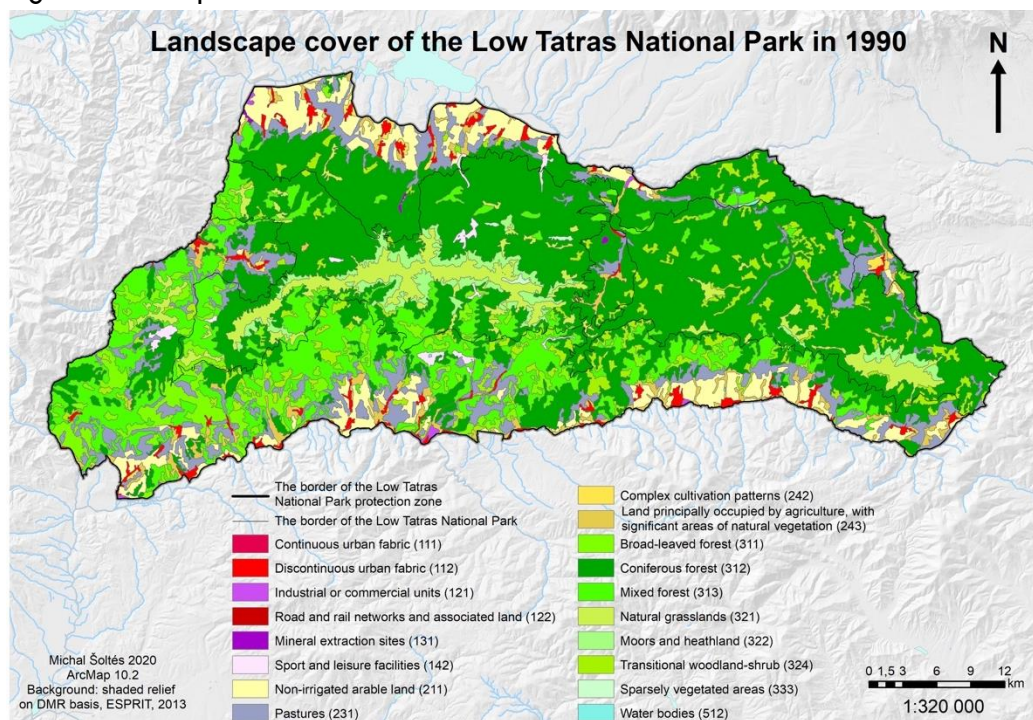 Landscape cover of the Low Tatras National Park in 1990
N
The border of the Low Tatras
National Park protection zone
The border of the Low Tatras National Park
Continuous urban fabric (111)
Discontinuous urban fabric (112)
Industrial or commercial units (121)
Road and rail networks and associated land (122)
Mineral extraction sites (131)
Sport and leisure facilities (142)
Non-irrigated arable land (211)
Pastures (231)
Complex cultivation patterns (242)
Land principally occupied by agriculture, with
significant areas of natural vegetation (243)
Broad-leaved forest (311)
Coniferous forest (312)
Mixed forest (313)
Natural grasslands (321)
Moors and heathland (322)
Transitional woodland-shrub (324)
Sparsely vegetated areas (333)
Water bodies (512)
Michal Šoltés 2020
ArcMap 10.2
Background: shaded relief
on DMR basis, ESPRIT, 2013
0 1,5 3 6 9 12
km
1:320 000